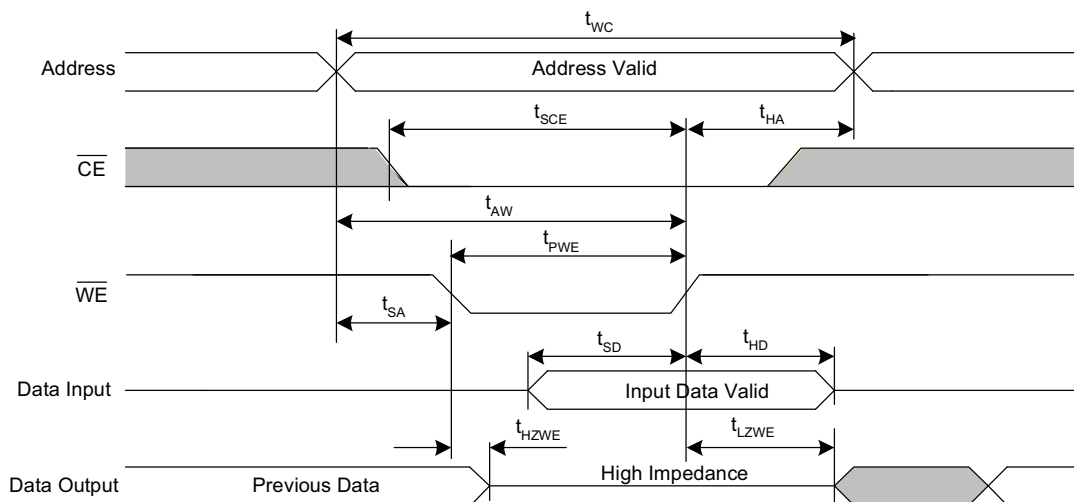 tWC
Address
Address Valid
tSCE
tHA
CE
tAW
tPWE
WE
tSA
tSD
tHD
Data Input
Input Data Valid
tHZWE
tLZWE
Data Output
Previous Data
High Impedance